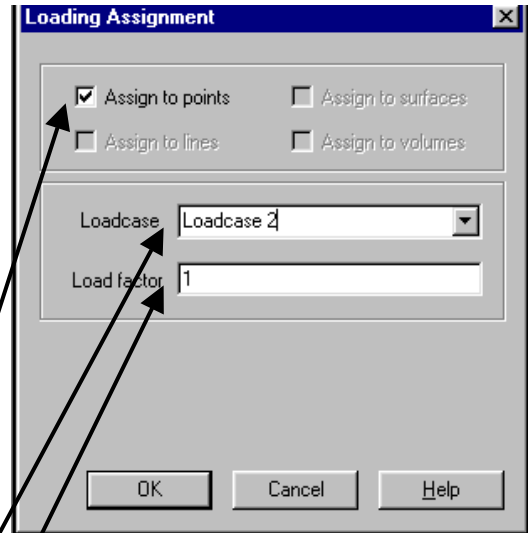 Loading Assignment
Assign to points Assign to surfaces
Assign to lines Assign to volumes
Loadcase Loadcase 2
Load factor 1
OK Cancel Help